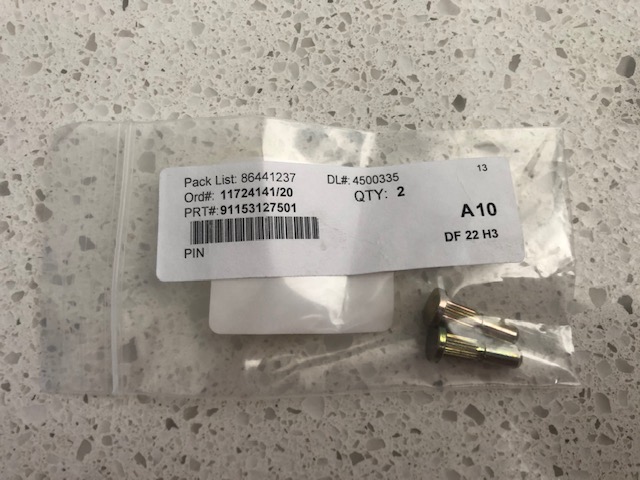 13
Pack List: 86441237 DL#: 4500335
Ord#: 11724141/20 QTY: 2
PRT#: 91153127501
A10
DF 22 H3
PIN